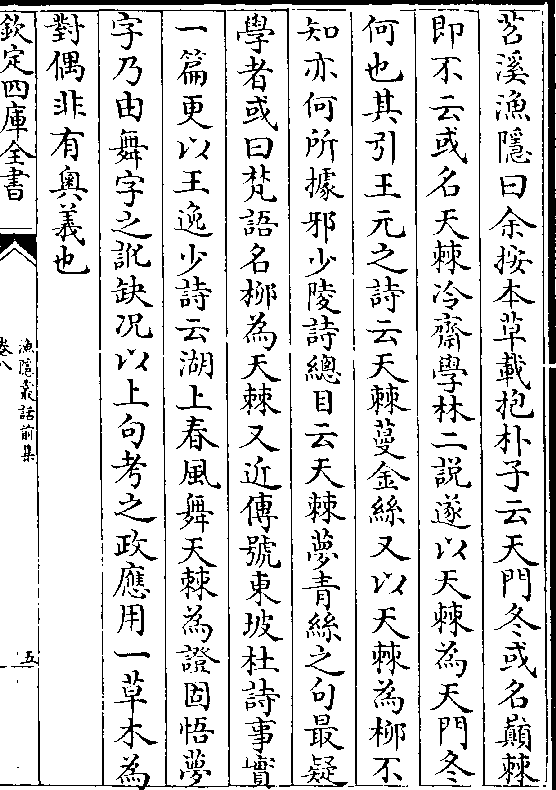 苕溪漁隱曰余按本草載抱朴子云天門冬或名巔棘
即不云或名天棘冷齋學林二説遂以天棘為天門冬
何也其引王元之詩云天棘蔓金絲又以天棘為柳不
知亦何所據邪少陵詩總目云天棘夢青絲之句最疑
學者或曰梵語名柳為天棘又近傳號東坡杜詩事實
一篇更以王逸少詩云湖上春風舞天棘為證固悟夢
字乃由舞字之訛缺况以上句考之政應用一草木為
對偶非有奥義也
欽定四庫全書
漁隱叢話前集
卷八
五